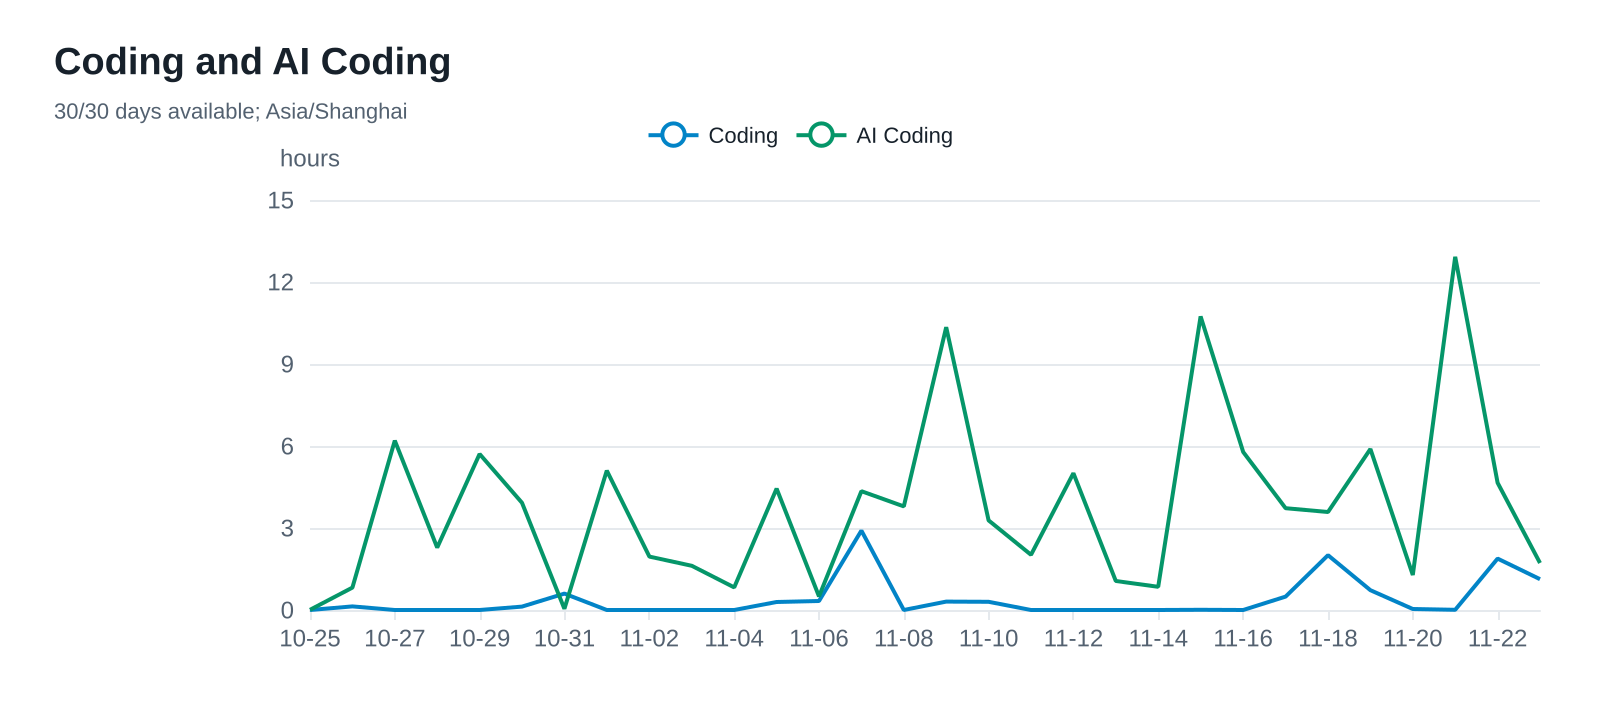 Coding and AI Coding
30/30 days available; Asia/Shanghai
Coding AI Coding
hours
15
12
9
6
3
0
10-25 10-27 10-29 10-31 11-02 11-04 11-06 11-08 11-10 11-12 11-14 11-16 11-18 11-20 11-22